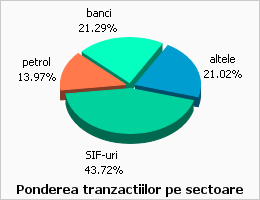 banci
21.29%
petrol
13.97%
altele
21.02%
SIF-uri
43.72%
Ponderea tranzactiilor pe sectoare